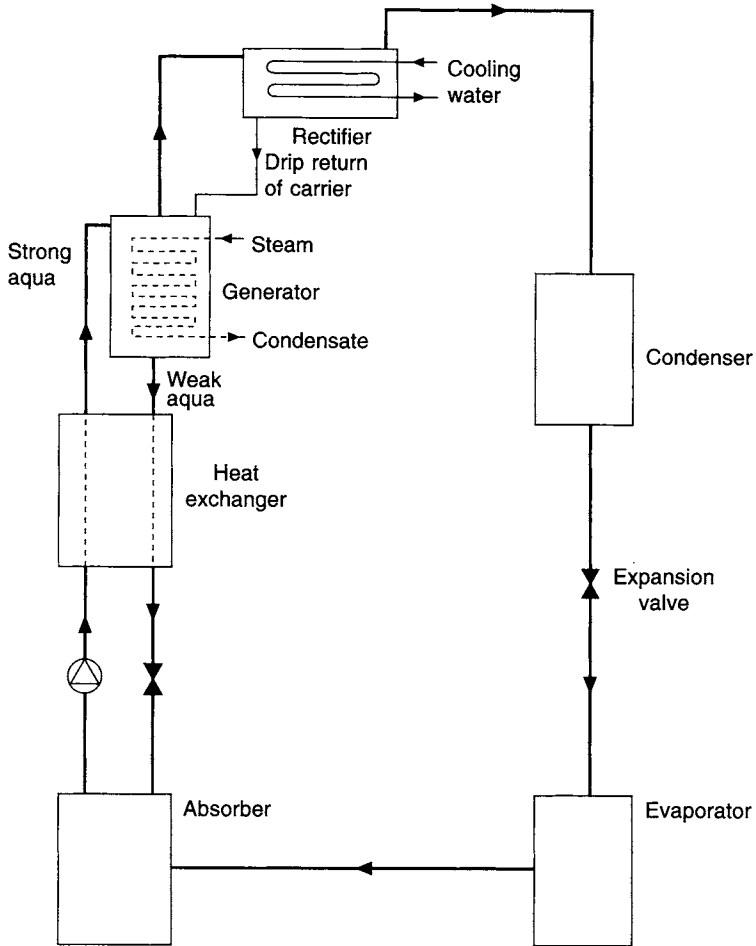 Cooling
water
Rectifier
Drip return
of carrier
Strong
aqua
Steam
Generator
Condensate
Weak
aqua
Condenser
Heat
exchanger
Expansion
valve
Absorber
Evaporator